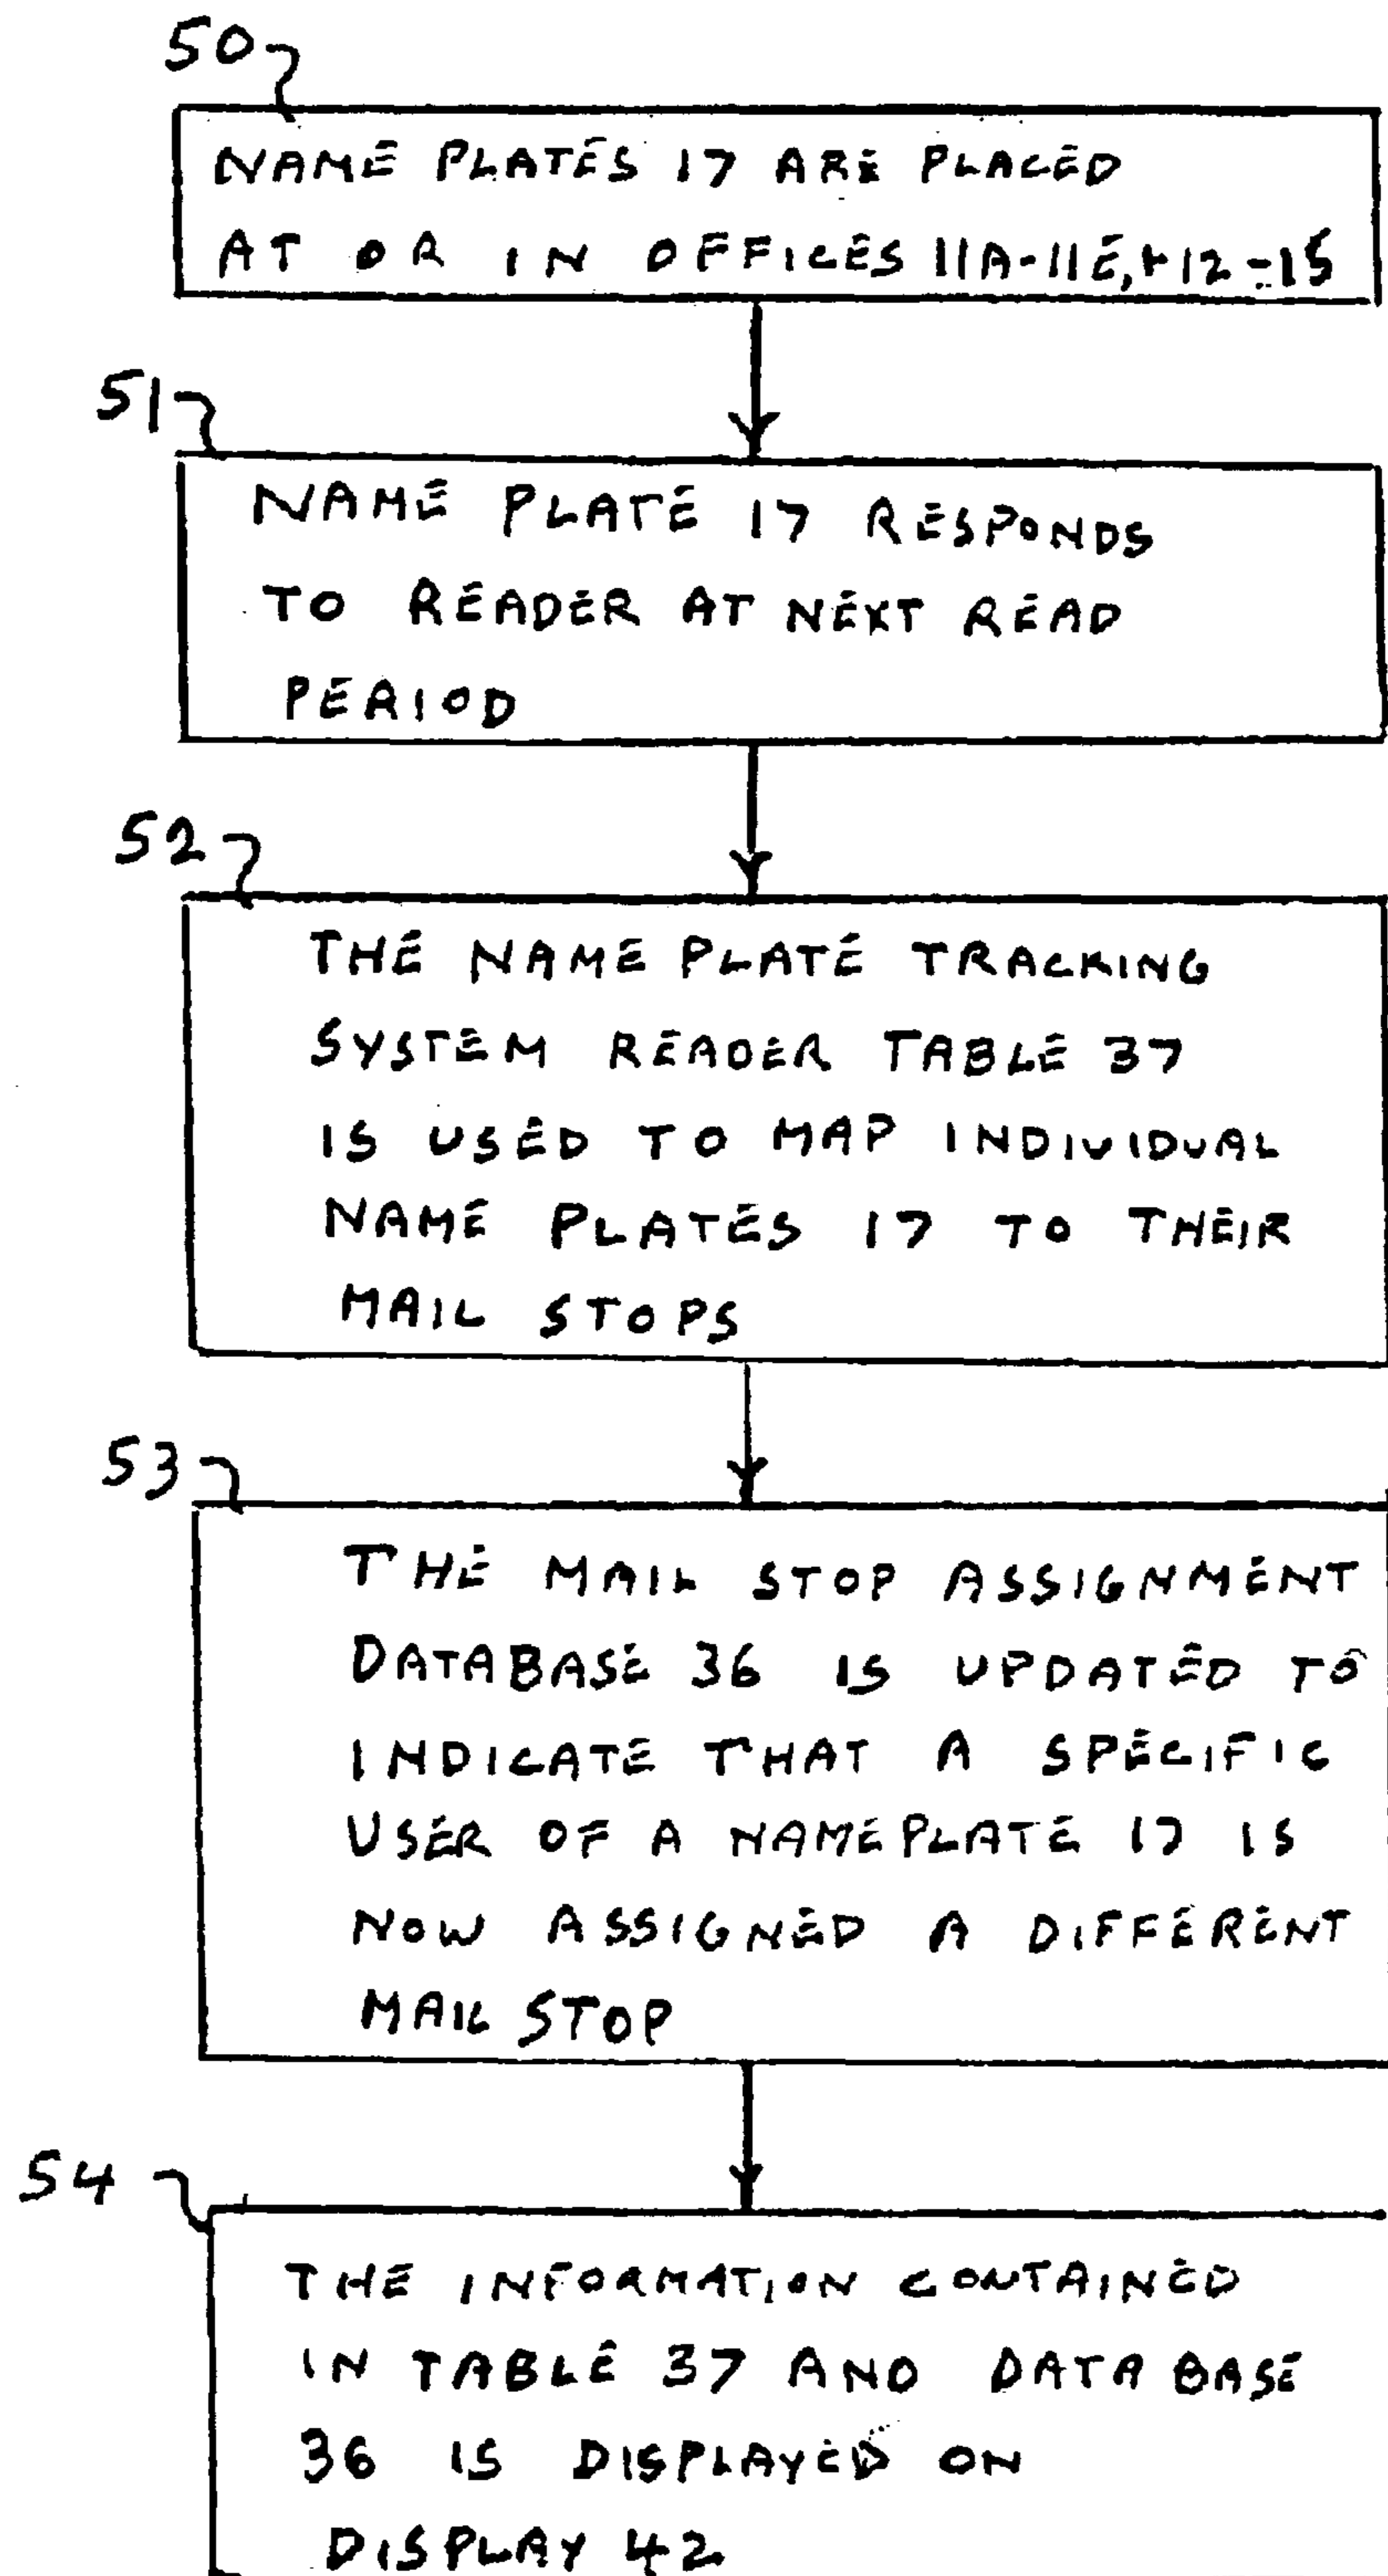 50
NAME PLATES 17 ARE PLACED
AT OR IN OFFICES 11A-11E, + 12-15
51
NAME PLATE 17 RESPONDS
TO READER AT NEXT READ
PERIOD
52
THE NAME PLATE TRACKING
SYSTEM READER TABLE 37
IS USED TO MAP INDIVIDUAL
NAME PLATES 17 TO THEIR
MAIL STOPS
53
THE MAIL STOP ASSIGNMENT
DATABASE 36 IS UPDATED TO
INDICATE THAT A SPECIFIC
USER OF A NAMEPLATE 17 IS
NOW ASSIGNED A DIFFERENT
MAIL STOP
54
THE INFORMATION CONTAINED
IN TABLE 37 AND DATABASE
36 IS DISPLAYED ON
DISPLAY 42